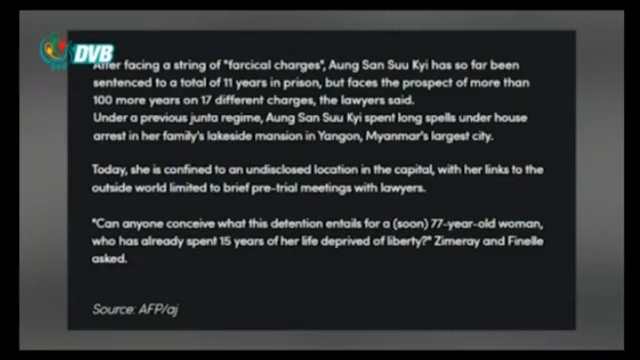 DVB
After facing a string of "farcical charges", Aung San Suu Kyi has so far been
sentenced to a total of 11 years in prison, but faces the prospect of more than
100 more years on 17 different charges, the lawyers said.
Under a previous junta regime, Aung San Suu Kyi spent long spells under house
arrest in her family's lakeside mansion in Yangon, Myanmar's largest city.
Today, she is confined to an undisclosed location in the capital, with her links to the
outside world limited to brief pre-trial meetings with lawyers.
"Can anyone conceive what this detention entails for a (soon) 77-year-old woman,
who has already spent 15 years of her life deprived of liberty?" Zimeray and Finelle
asked.
Source: AFP/aj